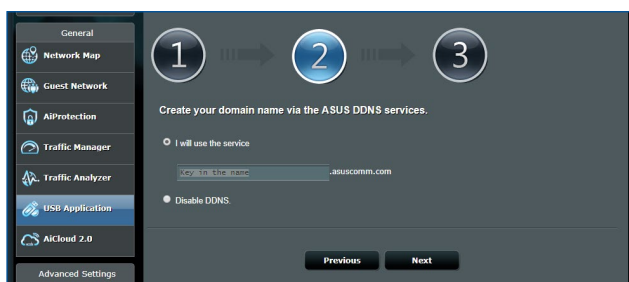 General
Network Map
Guest Network
AiProtection
Traffic Manager
Traffic Analyzer
USB Application
AiCloud 2.0
Advanced Settings
1
2
3
Create your domain name via the ASUS DDNS services.
I will use the service
Key in the name .asuscomm.com
Disable DDNS.
Previous Next